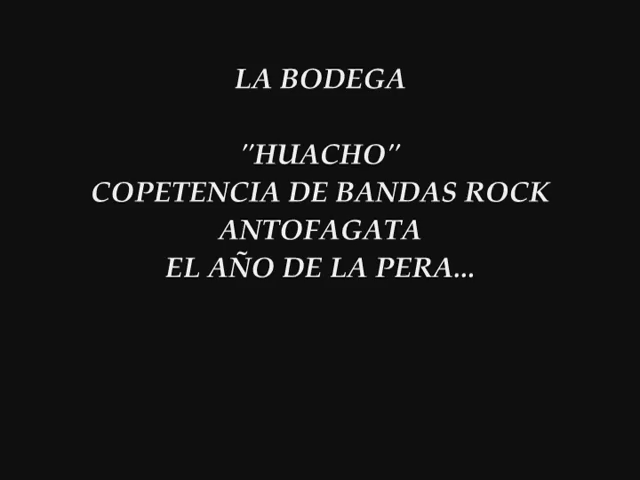 LA BODEGA
"HUACHO"
COPETENCIA DE BANDAS ROCK
ANTOFAGATA
EL AÑO DE LA PERA...